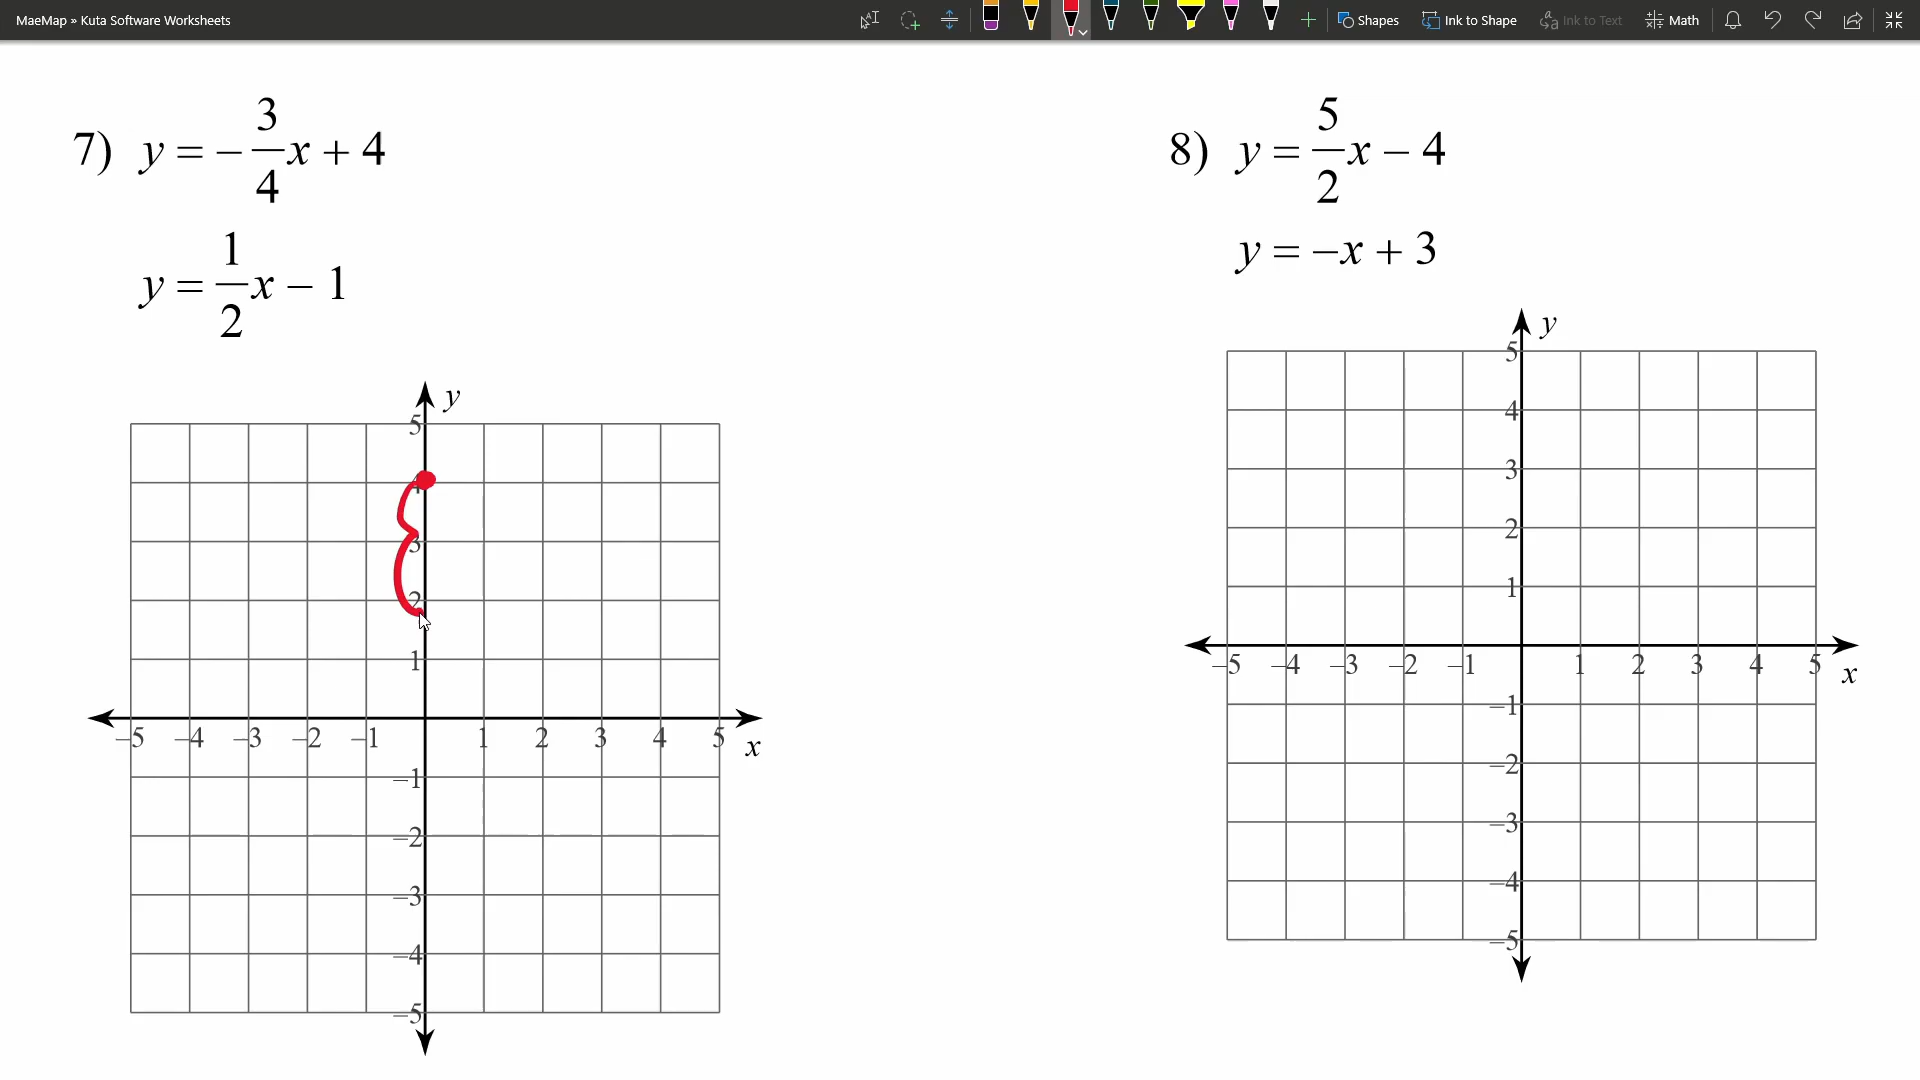 MaeMap » Kuta Software Worksheets
Shapes
Ink to Shape
Ink to Text
Math
7) y = -3/4x + 4
y = 1/2x - 1
y
5
4
3
2
1
-5 -4 -3 -2 -1 1 2 3 4 5 x
-1
-2
-3
-4
-5
8) y = 5/2x - 4
y = -x + 3
y
5
4
3
2
1
-5 -4 -3 -2 -1 1 2 3 4 5 x
-1
-2
-3
-4
-5